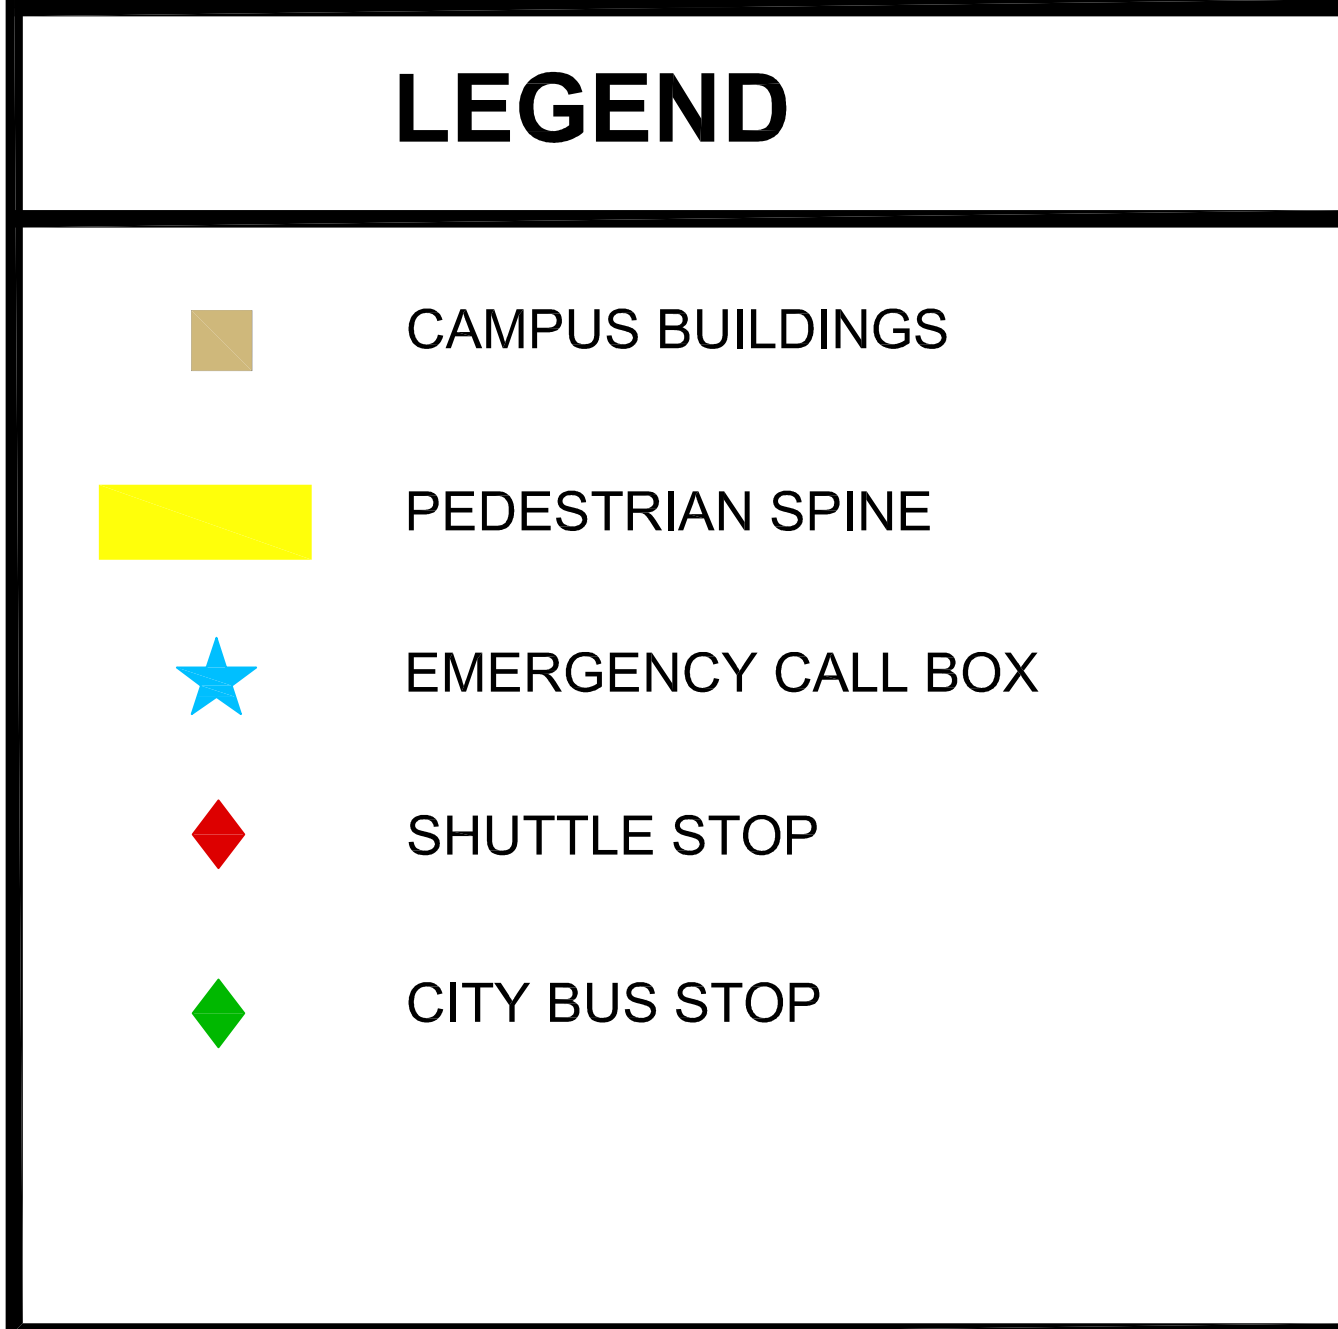 LEGEND
CAMPUS BUILDINGS
PEDESTRIAN SPINE
EMERGENCY CALL BOX
SHUTTLE STOP
CITY BUS STOP